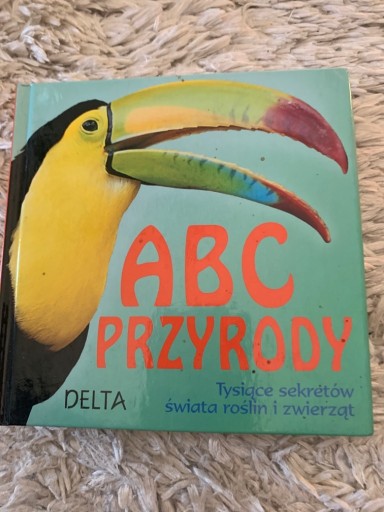 ABC
PRZYRODY
DELTA
Tysiące sekretów
świata roślin i zwierząt